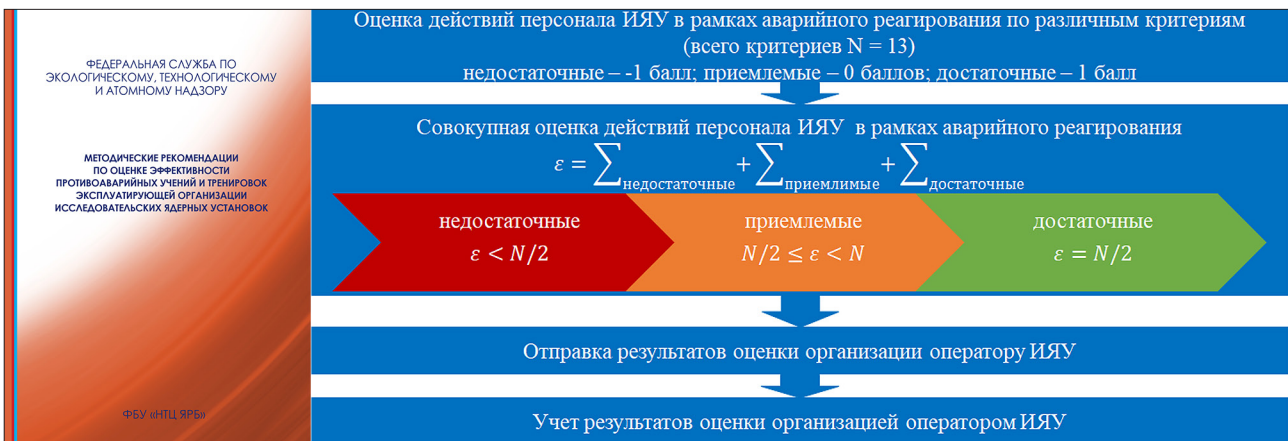 ФЕДЕРАЛЬНАЯ СЛУЖБА ПО
ЭКОЛОГИЧЕСКОМУ, ТЕХНОЛОГИЧЕСКОМУ
И АТОМНОМУ НАДЗОРУ
МЕТОДИЧЕСКИЕ РЕКОМЕНДАЦИИ
ПО ОЦЕНКЕ ЭФФЕКТИВНОСТИ
ПРОТИВОАВАРИЙНЫХ УЧЕНИЙ И ТРЕНИРОВОК
ЭКСПЛУАТИРУЮЩЕЙ ОРГАНИЗАЦИИ
ИССЛЕДОВАТЕЛЬСКИХ ЯДЕРНЫХ УСТАНОВОК
ФБУ «НТЦ ЯРБ»
Оценка действий персонала ИЯУ в рамках аварийного реагирования по различным критериям
(всего критериев N = 13)
недостаточные – -1 балл; приемлемые – 0 баллов; достаточные – 1 балл
Совокупная оценка действий персонала ИЯУ в рамках аварийного реагирования
ε = ∑недостаточные + ∑приемлимые + ∑достаточные
недостаточные
ε < N/2
приемлемые
N/2 ≤ ε < N
достаточные
ε = N/2
Отправка результатов оценки организации оператору ИЯУ
Учет результатов оценки организацией оператором ИЯУ